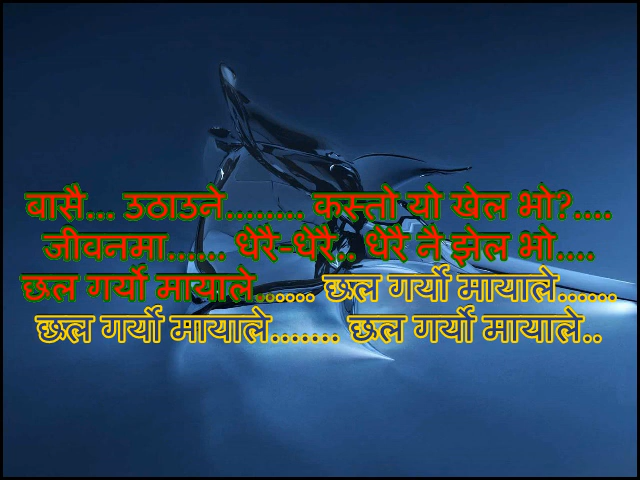 बासै... उठाउने........ कस्तो यो खेल भो?....
जीवनमा...... धेरै-धेरै.. धेरै नै झेल भो....
छल गर्यो मायाले...... छल गर्यो मायाले......
छल गर्यो मायाले....... छल गर्यो मायाले..